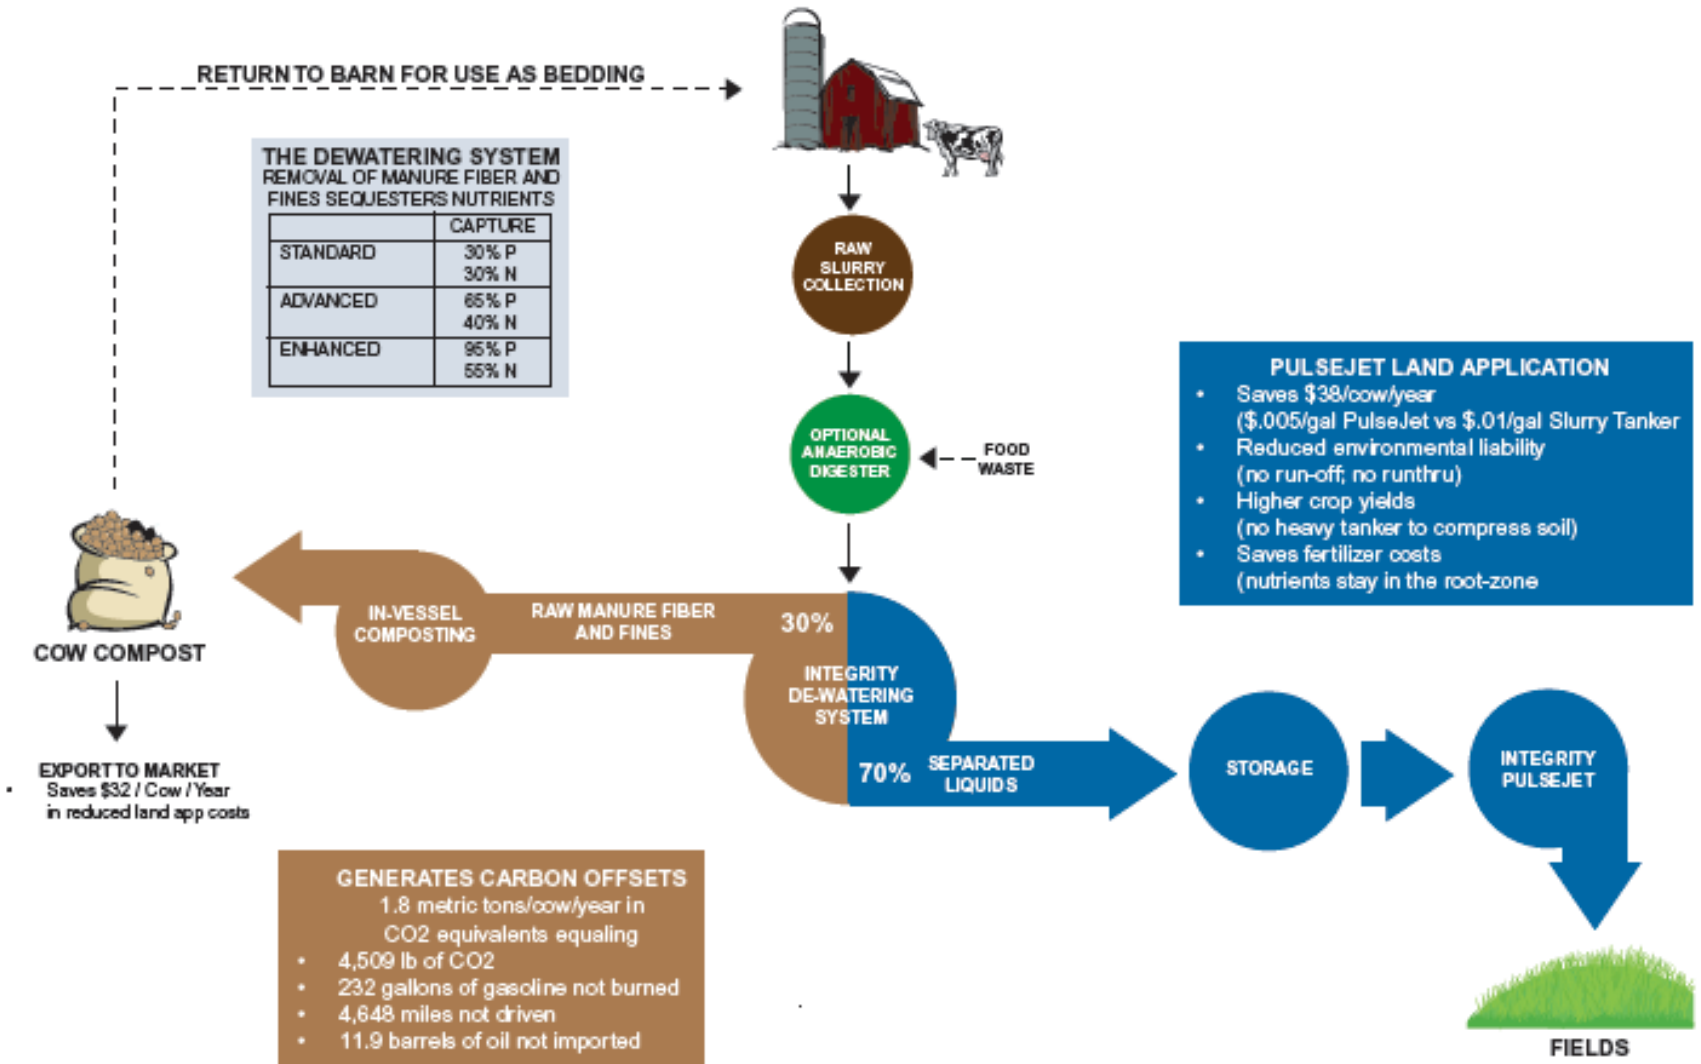 RETURN TO BARN FOR USE AS BEDDING
THE DEWATERING SYSTEM
REMOVAL OF MANURE FIBER AND
FINES SEQUESTERS NUTRIENTS
CAPTURE
STANDARD
30% P
30% N
ADVANCED
65% P
40% N
ENHANCED
95% P
55% N
RAW
SLURRY
COLLECTION
OPTIONAL
ANAEROBIC
DIGESTER
FOOD
WASTE
PULSEJET LAND APPLICATION
• Saves $38/cow/year
($.005/gal PulseJet vs $.01/gal Slurry Tanker
• Reduced environmental liability
(no run-off; no runthru)
• Higher crop yields
(no heavy tanker to compress soil)
• Saves fertilizer costs
(nutrients stay in the root-zone
COW COMPOST
IN-VESSEL
COMPOSTING
RAW MANURE FIBER
AND FINES
30%
INTEGRITY
DE-WATERING
SYSTEM
70%
SEPARATED
LIQUIDS
STORAGE
INTEGRITY
PULSEJET
EXPORT TO MARKET
• Saves $32 / Cow / Year
in reduced land app costs
GENERATES CARBON OFFSETS
1.8 metric tons/cow/year in
CO2 equivalents equaling
• 4,509 lb of CO2
• 232 gallons of gasoline not burned
• 4,648 miles not driven
• 11.9 barrels of oil not imported
FIELDS